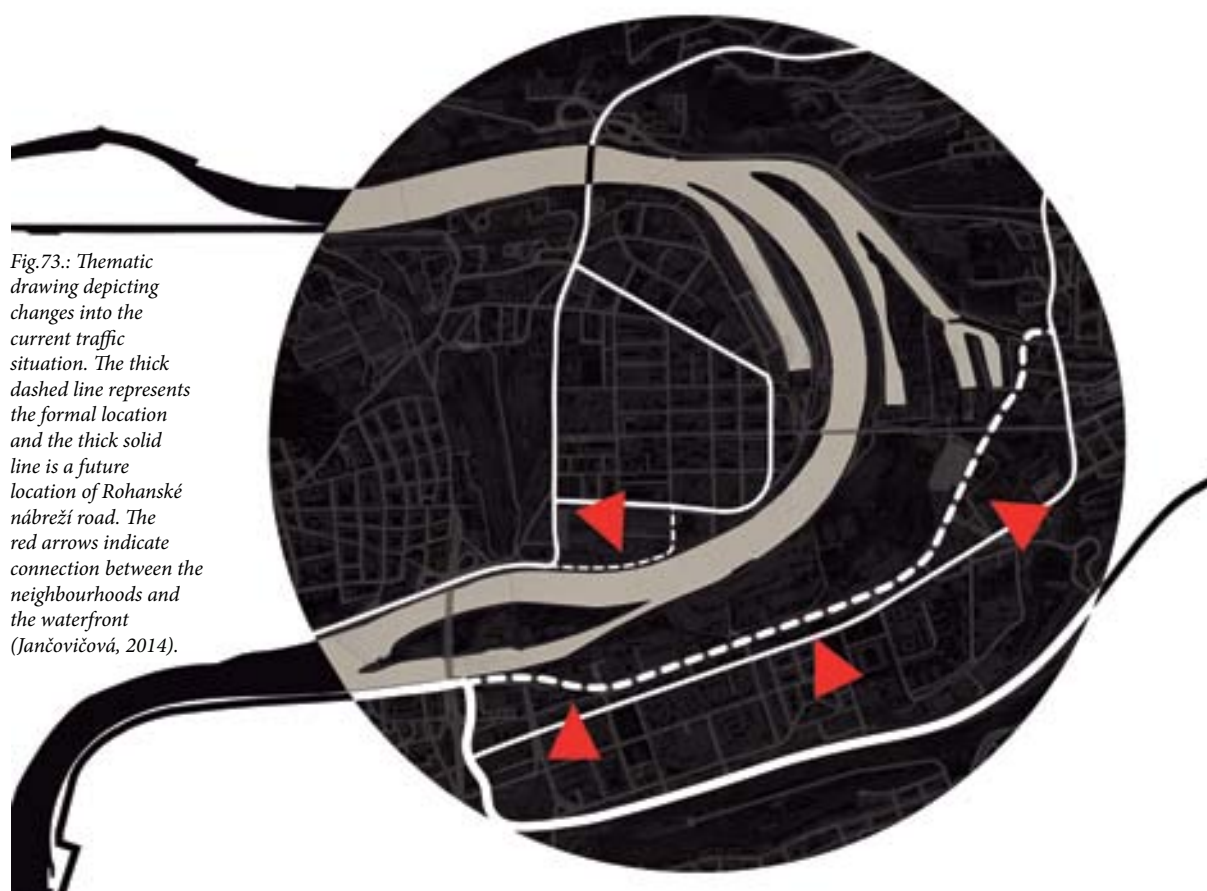 Fig.73.: Thematic
drawing depicting
changes into the
current traffic
situation. The thick
dashed line represents
the formal location
and the thick solid
line is a future
location of Rohanské
nábreží road. The
red arrows indicate
connection between the
neighbourhoods and
the waterfront
(Jančovičová, 2014).